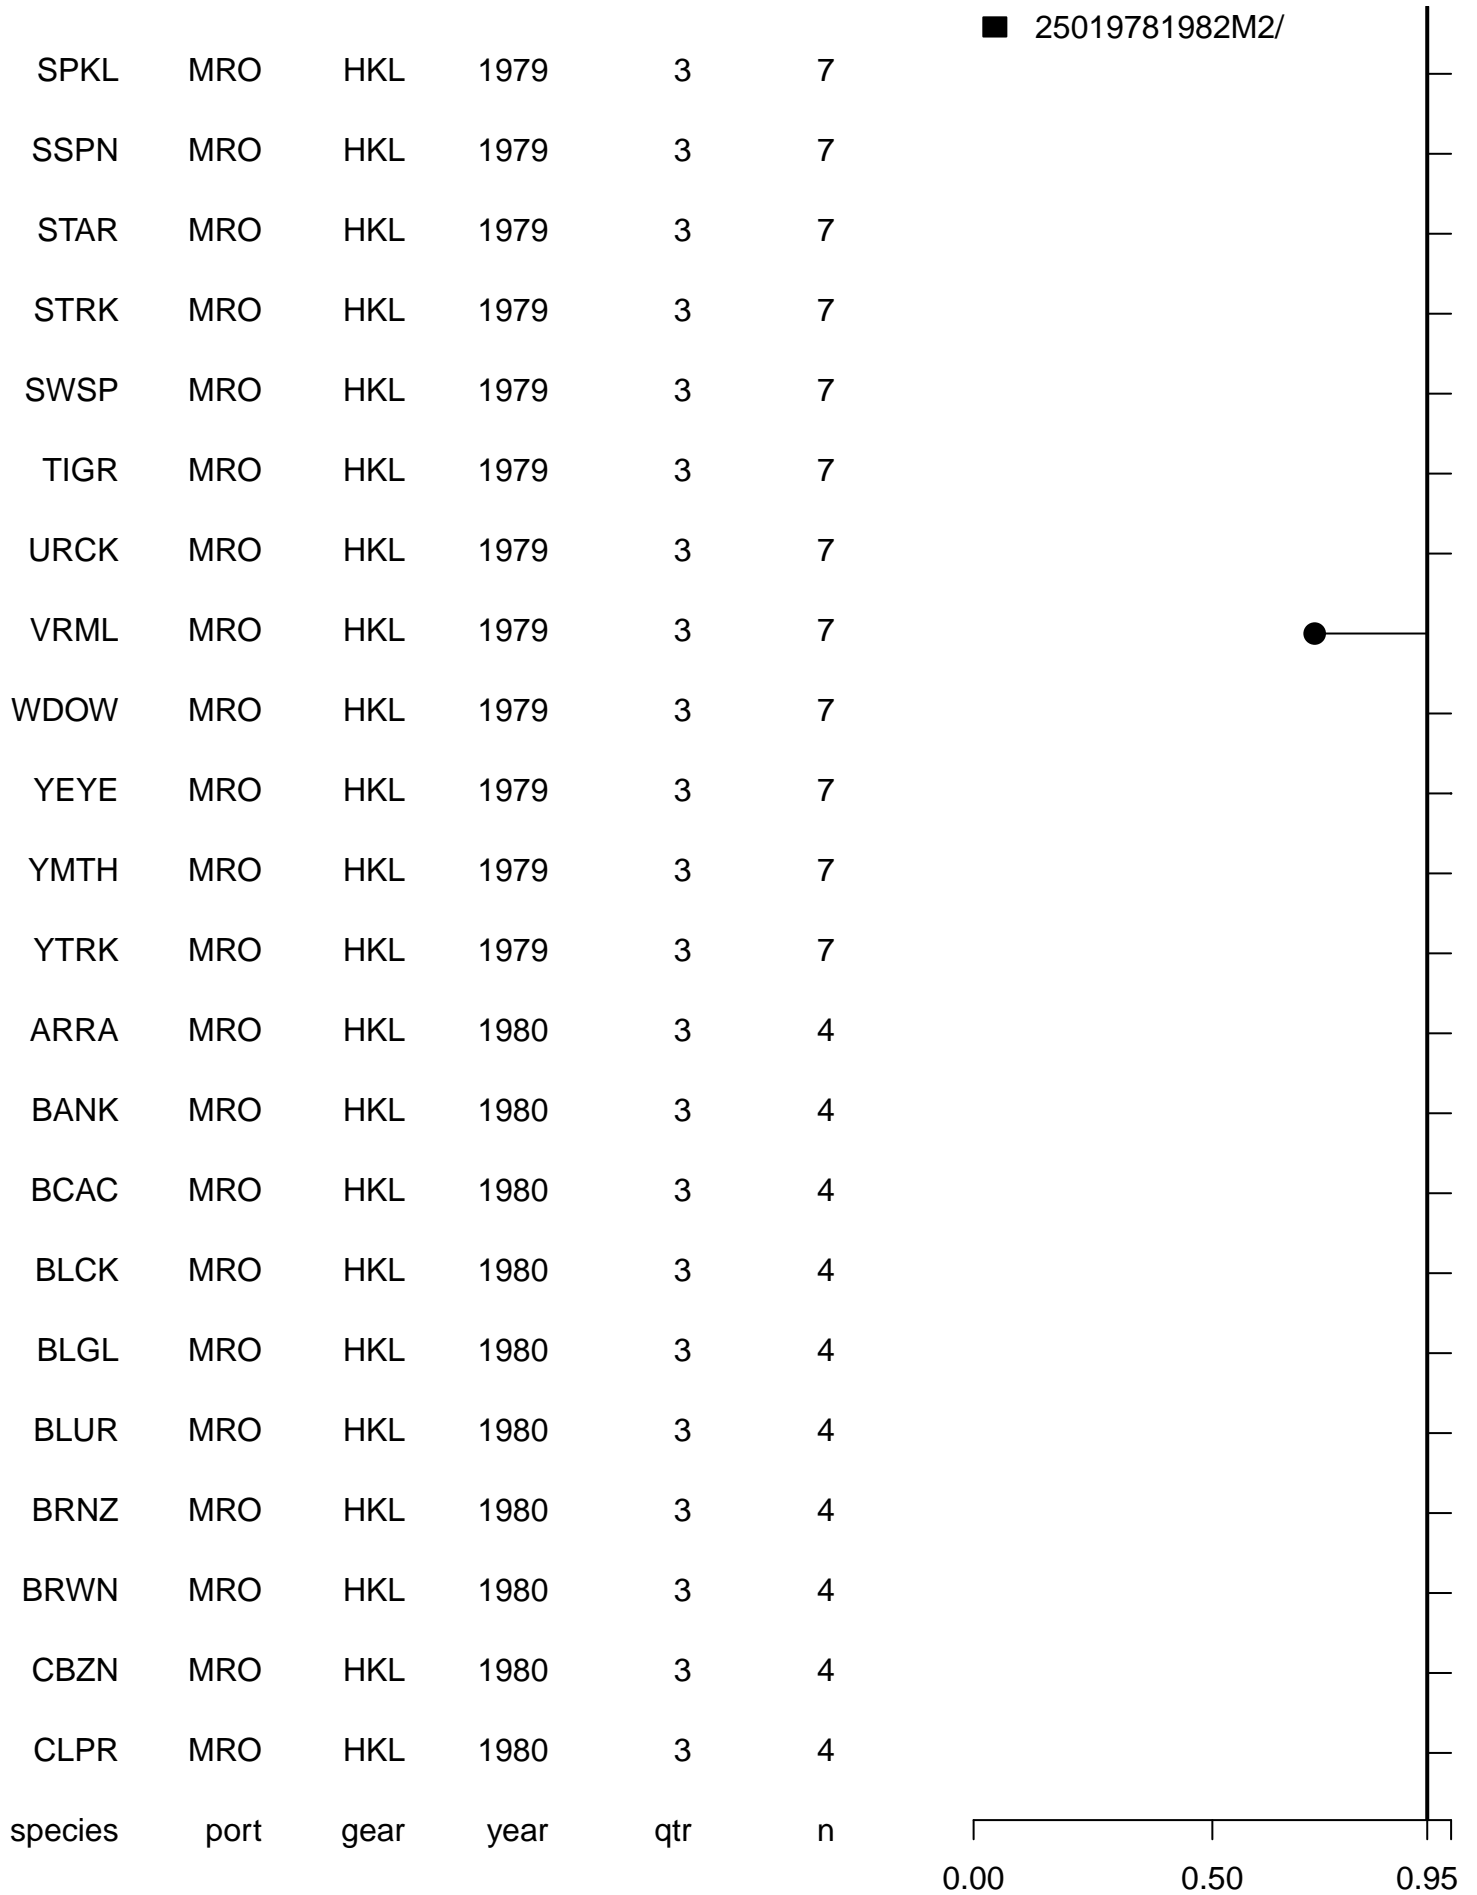 25019781982M2/
SPKL MRO HKL 1979 3 7
SSPN MRO HKL 1979 3 7
STAR MRO HKL 1979 3 7
STRK MRO HKL 1979 3 7
SWSP MRO HKL 1979 3 7
TIGR MRO HKL 1979 3 7
URCK MRO HKL 1979 3 7
VRML MRO HKL 1979 3 7
WDOW MRO HKL 1979 3 7
YEYE MRO HKL 1979 3 7
YMTH MRO HKL 1979 3 7
YTRK MRO HKL 1979 3 7
ARRA MRO HKL 1980 3 4
BANK MRO HKL 1980 3 4
BCAC MRO HKL 1980 3 4
BLCK MRO HKL 1980 3 4
BLGL MRO HKL 1980 3 4
BLUR MRO HKL 1980 3 4
BRNZ MRO HKL 1980 3 4
BRWN MRO HKL 1980 3 4
CBZN MRO HKL 1980 3 4
CLPR MRO HKL 1980 3 4
species port gear year qtr n
0.00 0.50 0.95